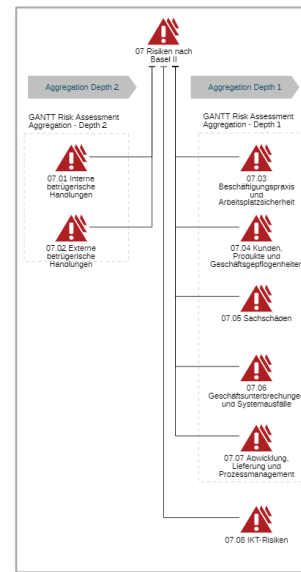 07 Risiken nach
Basel II
Aggregation Depth 2
Aggregation Depth 1
GANTT Risk Assessment
Aggregation - Depth 2
GANTT Risk Assessment
Aggregation - Depth 1
07.01 Interne
betrügerische
Handlungen
07.03
Beschäftigungspraxis
und
Arbeitsplatzsicherheit
07.02 Externe
betrügerische
Handlungen
07.04 Kunden,
Produkte und
Geschäftsgepflogenheiten
07.05 Sachschäden
07.06
Geschäftsunterbrechungen
und Systemausfälle
07.07 Abwicklung,
Lieferung und
Prozessmanagement
07.08 IKT-Risiken